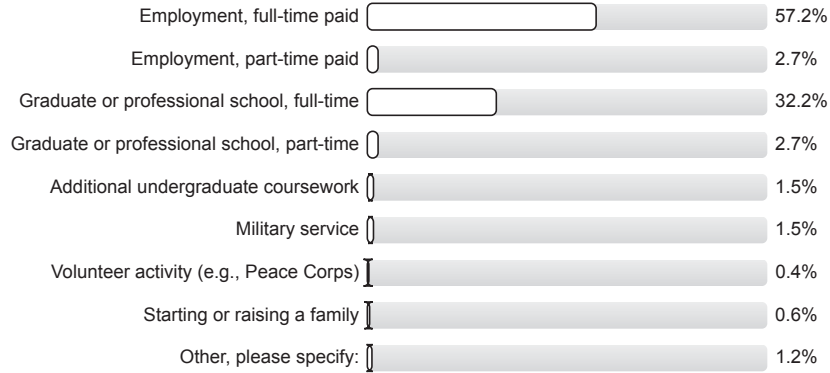 Employment, full-time paid 57.2%
Employment, part-time paid 2.7%
Graduate or professional school, full-time 32.2%
Graduate or professional school, part-time 2.7%
Additional undergraduate coursework 1.5%
Military service 1.5%
Volunteer activity (e.g., Peace Corps) 0.4%
Starting or raising a family 0.6%
Other, please specify: 1.2%